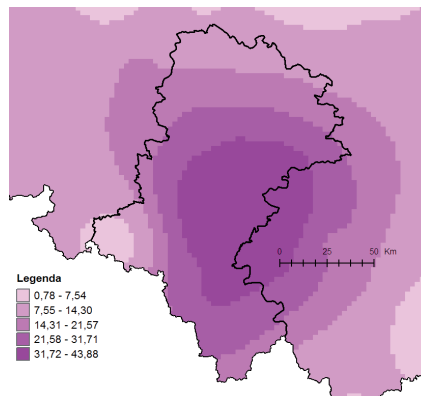 0 25 50 Km
Legenda
0,78 - 7,54
7,55 - 14,30
14,31 - 21,57
21,58 - 31,71
31,72 - 43,88